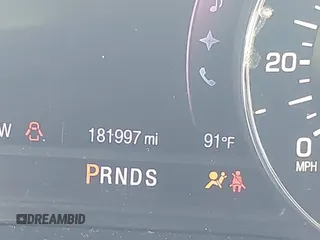 20
W 181997 mi 91°F
0
MPH
PRNDS
DREAMBID